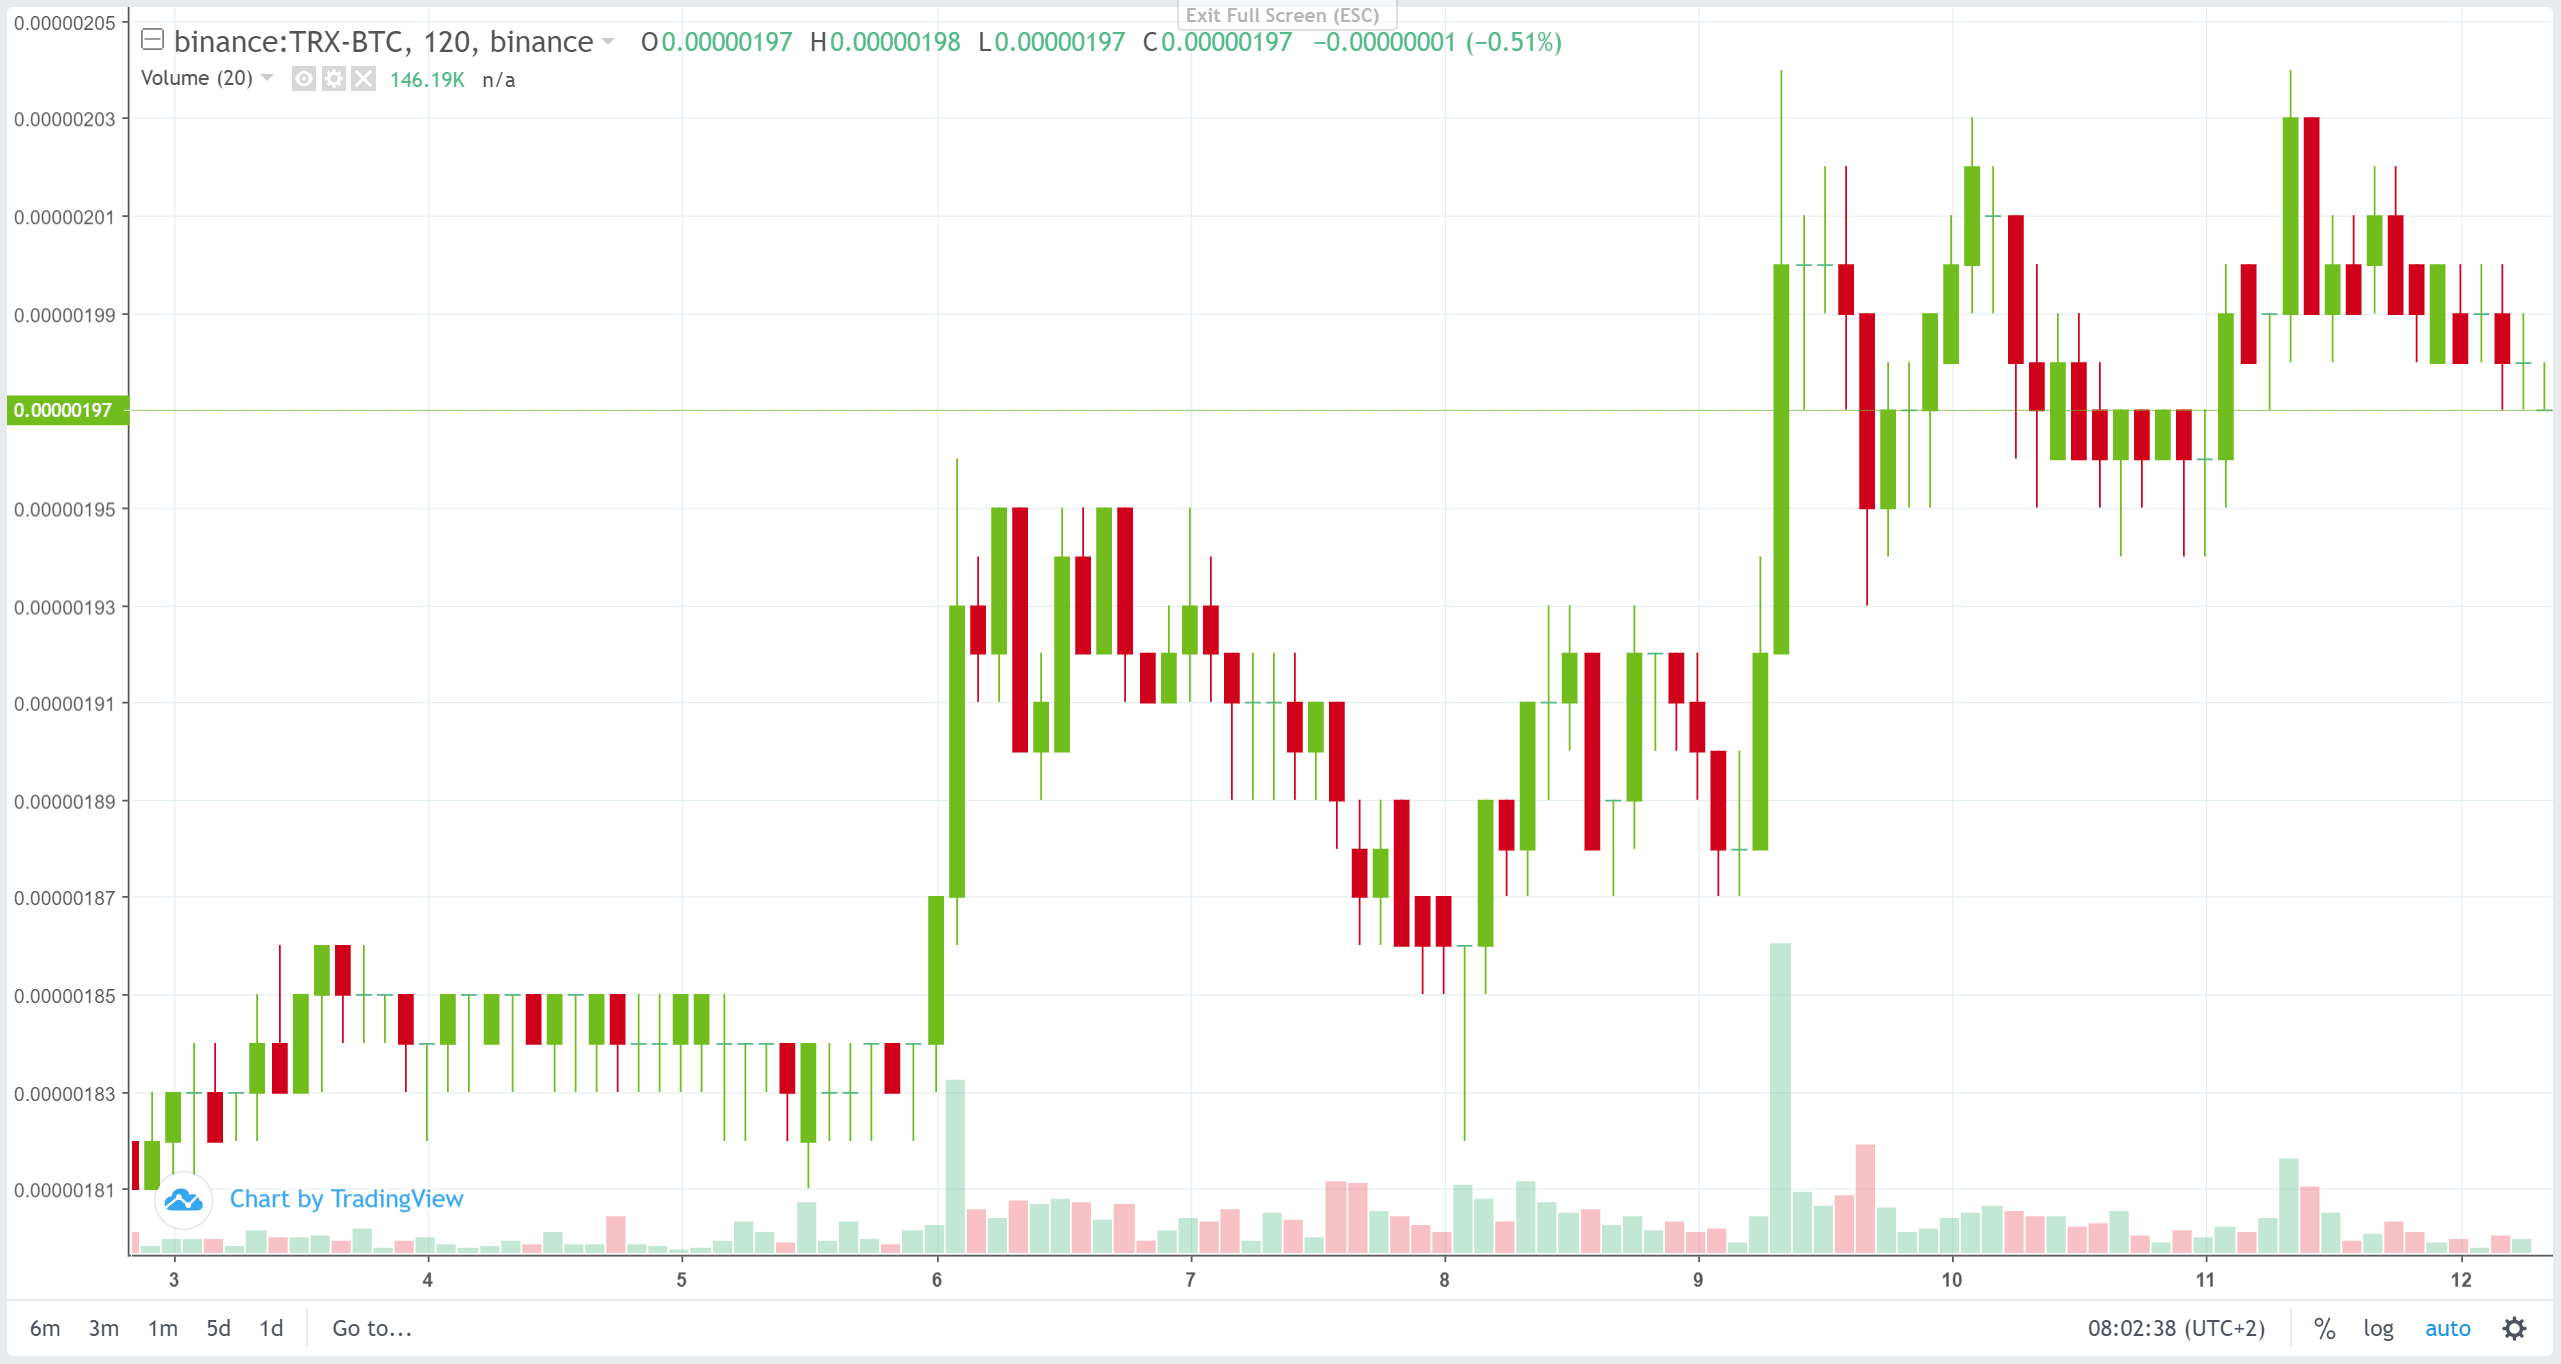 Exit Full Screen (ESC)
binance:TRX-BTC, 120, binance O0.00000197 H0.00000198 L0.00000197 C0.00000197 −0.00000001 (−0.51%)
Volume (20) 146.19K n/a
0.00000205
0.00000203
0.00000201
0.00000199
0.00000197
0.00000195
0.00000193
0.00000191
0.00000189
0.00000187
0.00000185
0.00000183
0.00000181
Chart by TradingView
3 4 5 6 7 8 9 10 11 12
6m 3m 1m 5d 1d Go to... 08:02:38 (UTC+2) % log auto